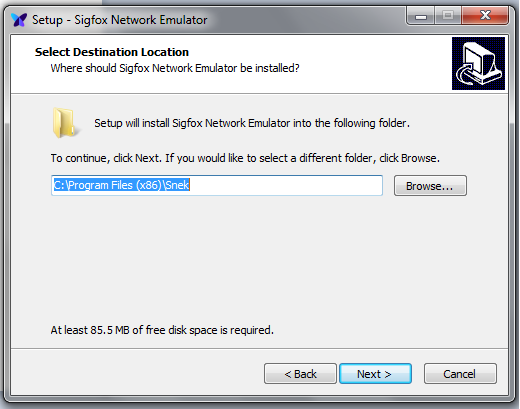 Setup - Sigfox Network Emulator
Select Destination Location
Where should Sigfox Network Emulator be installed?
Setup will install Sigfox Network Emulator into the following folder.
To continue, click Next. If you would like to select a different folder, click Browse.
C:\Program Files (x86)\Snek
Browse...
At least 85.5 MB of free disk space is required.
< Back
Next >
Cancel